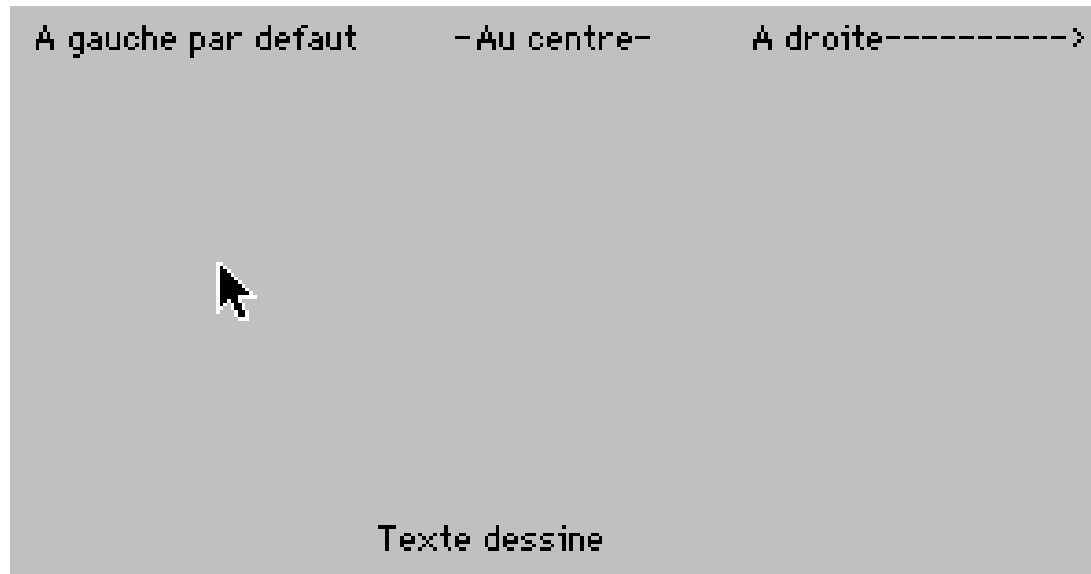 A gauche par defaut -Au centre- A droite---------->
Texte dessine